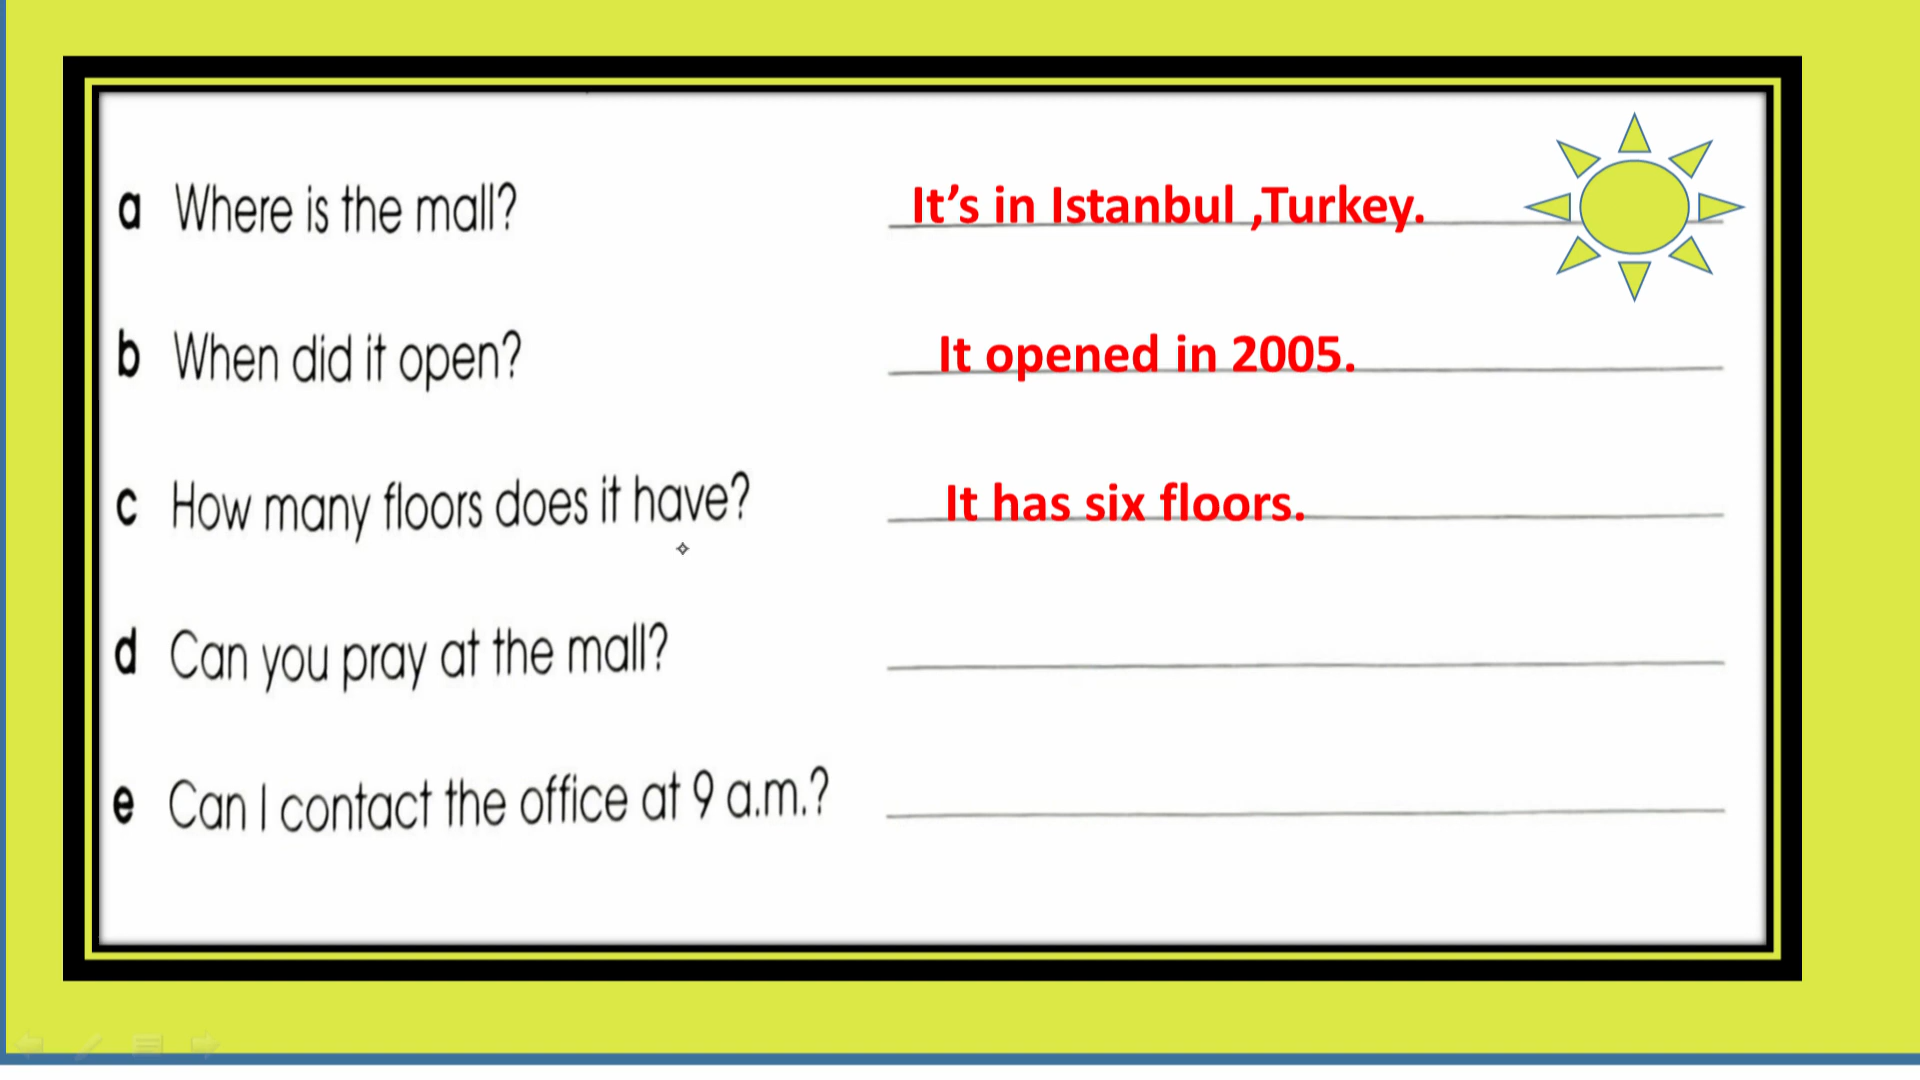 a Where is the mall? It's in Istanbul ,Turkey.
b When did it open? It opened in 2005.
c How many floors does it have? It has six floors.
d Can you pray at the mall?
e Can I contact the office at 9 a.m.?